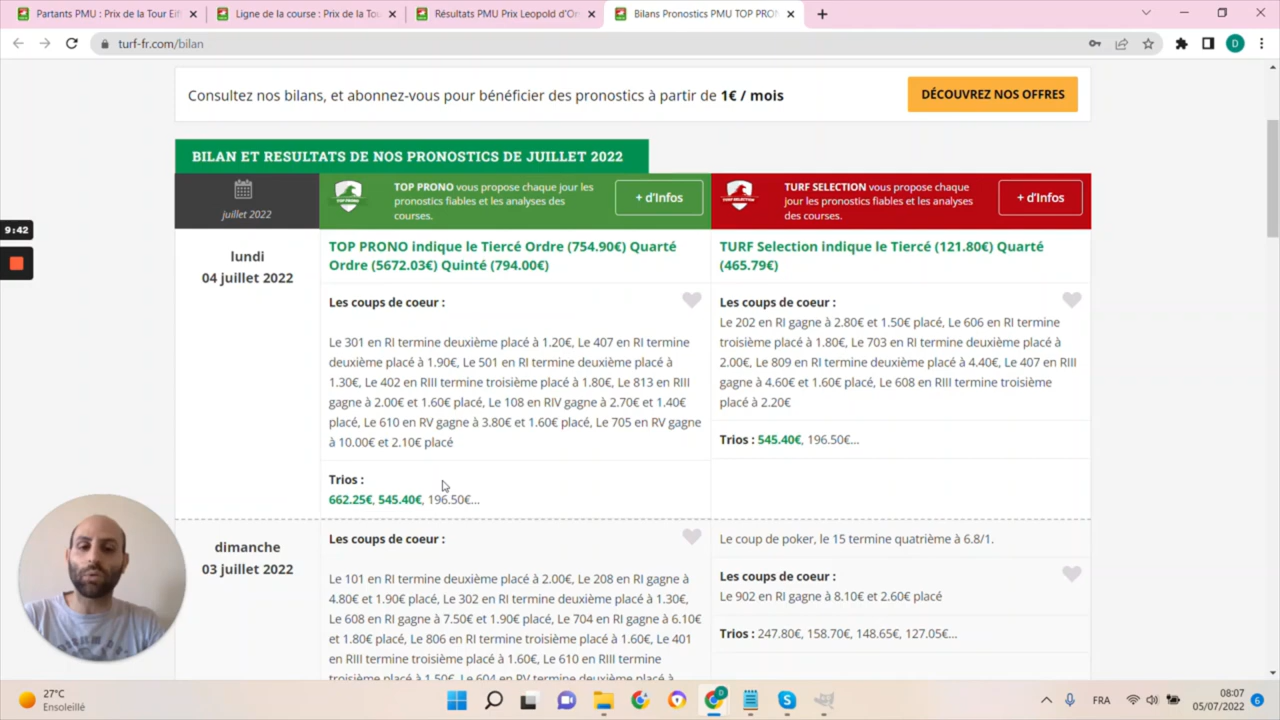 Partants PMU : Prix de la Tour Eif
Ligne de la course : Prix de la Tou
Résultats PMU Prix Leopold d'Or
Bilans Pronostics PMU TOP PRO
turf-fr.com/bilan
D
Consultez nos bilans, et abonnez-vous pour bénéficier des pronostics à partir de 1€ / mois
DÉCOUVREZ NOS OFFRES
BILAN ET RESULTATS DE NOS PRONOSTICS DE JUILLET 2022
juillet 2022
TOP PRONO
TOP PRONO vous propose chaque jour les
pronostics fiables et les analyses des
courses.
+ d'Infos
TURF SELECTION
TURF SELECTION vous propose chaque
jour les pronostics fiables et les analyses
des courses.
+ d'Infos
9:42
lundi
04 juillet 2022
TOP PRONO indique le Tiercé Ordre (754.90€) Quarté
Ordre (5672.03€) Quinté (794.00€)
Les coups de coeur :
Le 301 en RI termine deuxième placé à 1.20€, Le 407 en RI termine
deuxième placé à 1.90€, Le 501 en RI termine deuxième placé à
1.30€, Le 402 en RIII termine troisième placé à 1.80€, Le 813 en RIII
gagne à 2.00€ et 1.60€ placé, Le 108 en RIV gagne à 2.70€ et 1.40€
placé, Le 610 en RV gagne à 3.80€ et 1.60€ placé, Le 705 en RV gagne
à 10.00€ et 2.10€ placé
Trios :
662.25€, 545.40€, 196.50€...
TURF Selection indique le Tiercé (121.80€) Quarté
(465.79€)
Les coups de coeur :
Le 202 en RI gagne à 2.80€ et 1.50€ placé, Le 606 en RI termine
troisième placé à 1.80€, Le 703 en RI termine deuxième placé à
2.00€, Le 809 en RI termine deuxième placé à 4.40€, Le 407 en RIII
gagne à 4.60€ et 1.60€ placé, Le 608 en RIII termine troisième
placé à 2.20€
Trios : 545.40€, 196.50€...
dimanche
03 juillet 2022
Les coups de coeur :
Le 101 en RI termine deuxième placé à 2.00€, Le 208 en RI gagne à
4.80€ et 1.90€ placé, Le 302 en RI termine deuxième placé à 1.30€,
Le 608 en RI gagne à 7.50€ et 1.90€ placé, Le 704 en RI gagne à 6.10€
et 1.80€ placé, Le 806 en RI termine troisième placé à 1.60€, Le 401
en RIII termine troisième placé à 1.60€, Le 610 en RIII termine
troisième placé à 1.50€, Le 604 en RV termine deuxième placé à
Le coup de poker, le 15 termine quatrième à 6.8/1.
Les coups de coeur :
Le 902 en RI gagne à 8.10€ et 2.60€ placé
Trios : 247.80€, 158.70€, 148.65€, 127.05€...
27°C
Ensoleillé
D
FRA
08:07
05/07/2022
6